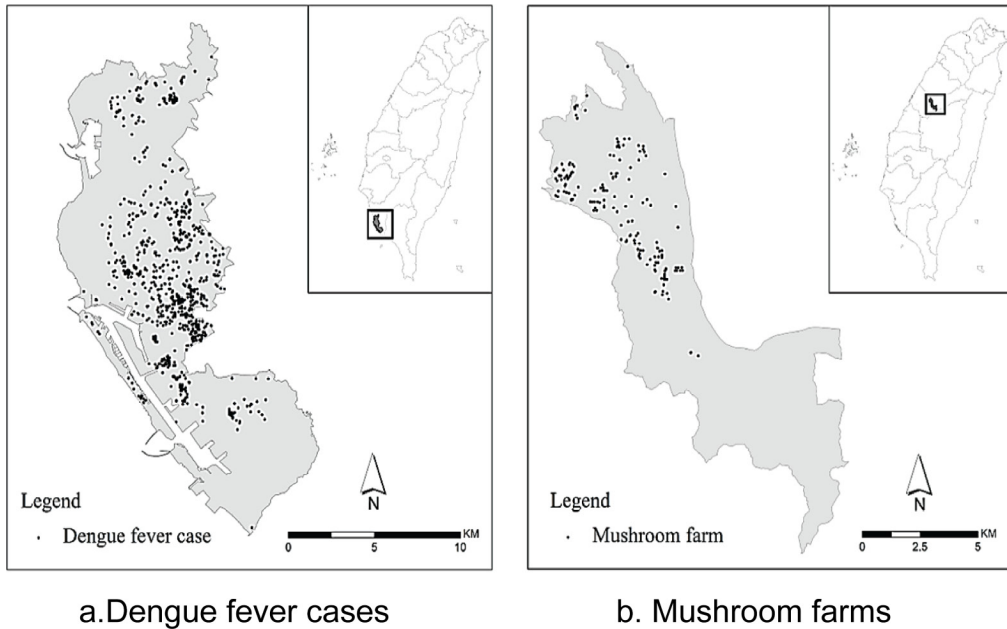 N
Legend
Dengue fever case
KM
0 5 10
N
Legend
Mushroom farm
KM
0 2.5 5
a.Dengue fever cases
b. Mushroom farms